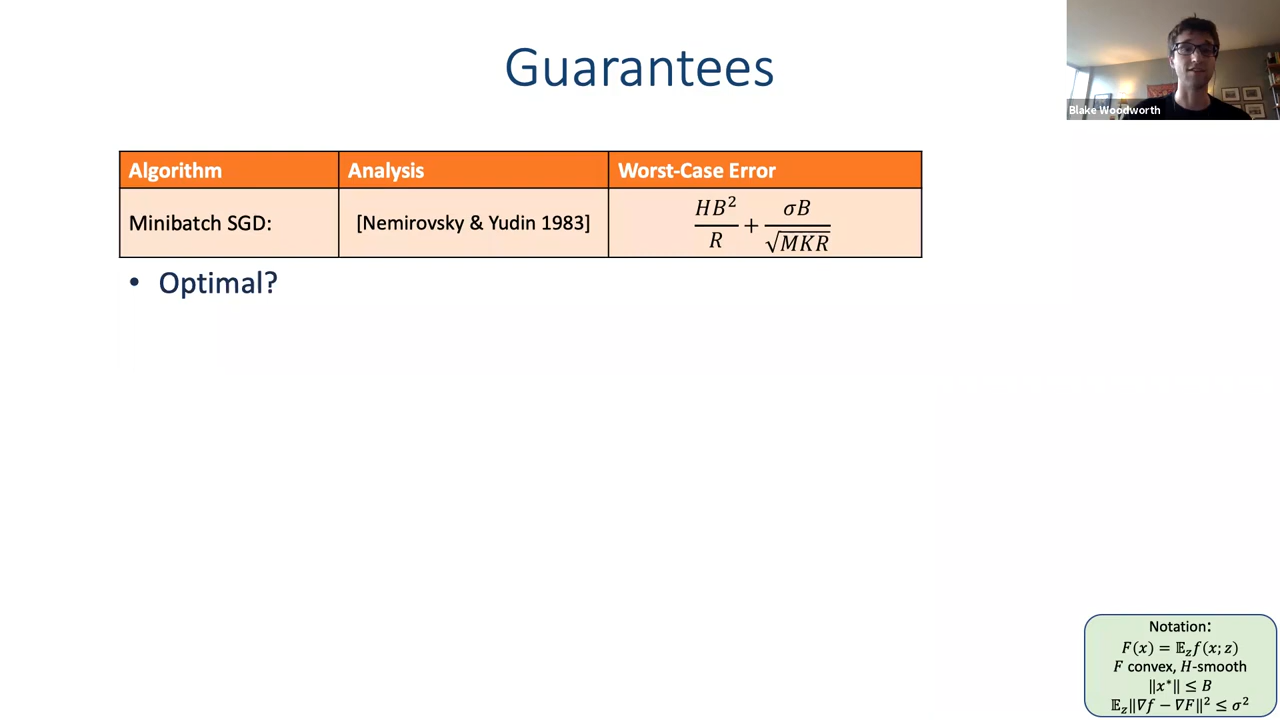 Guarantees
Blake Woodworth
Algorithm Analysis Worst-Case Error
Minibatch SGD: [Nemirovsky & Yudin 1983] HB²/R + σB/√MKR
• Optimal?
Notation:
F(x) = 𝔼_z f(x; z)
F convex, H-smooth
‖x*‖ ≤ B
𝔼_z‖∇f − ∇F‖² ≤ σ²